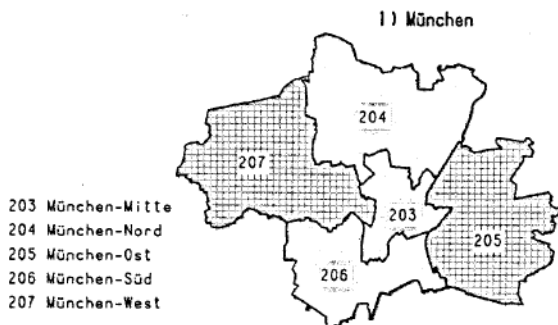 1) München
204
207
203
205
206
203 München-Mitte
204 München-Nord
205 München-Ost
206 München-Süd
207 München-West